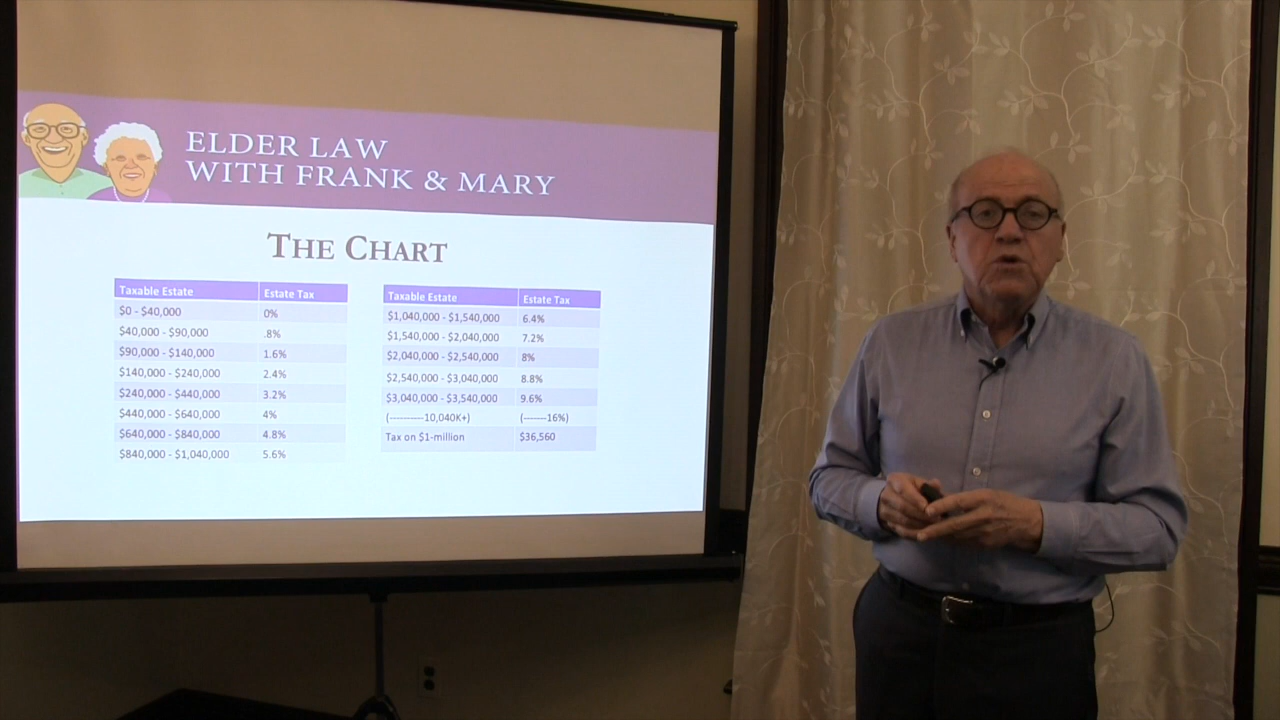 ELDER LAW
WITH FRANK & MARY
THE CHART
Taxable Estate Estate Tax
$0 - $40,000 0%
$40,000 - $90,000 .8%
$90,000 - $140,000 1.6%
$140,000 - $240,000 2.4%
$240,000 - $440,000 3.2%
$440,000 - $640,000 4%
$640,000 - $840,000 4.8%
$840,000 - $1,040,000 5.6%
Taxable Estate Estate Tax
$1,040,000 - $1,540,000 6.4%
$1,540,000 - $2,040,000 7.2%
$2,040,000 - $2,540,000 8%
$2,540,000 - $3,040,000 8.8%
$3,040,000 - $3,540,000 9.6%
(-----------10,040K+) (-------16%)
Tax on $1-million $36,560